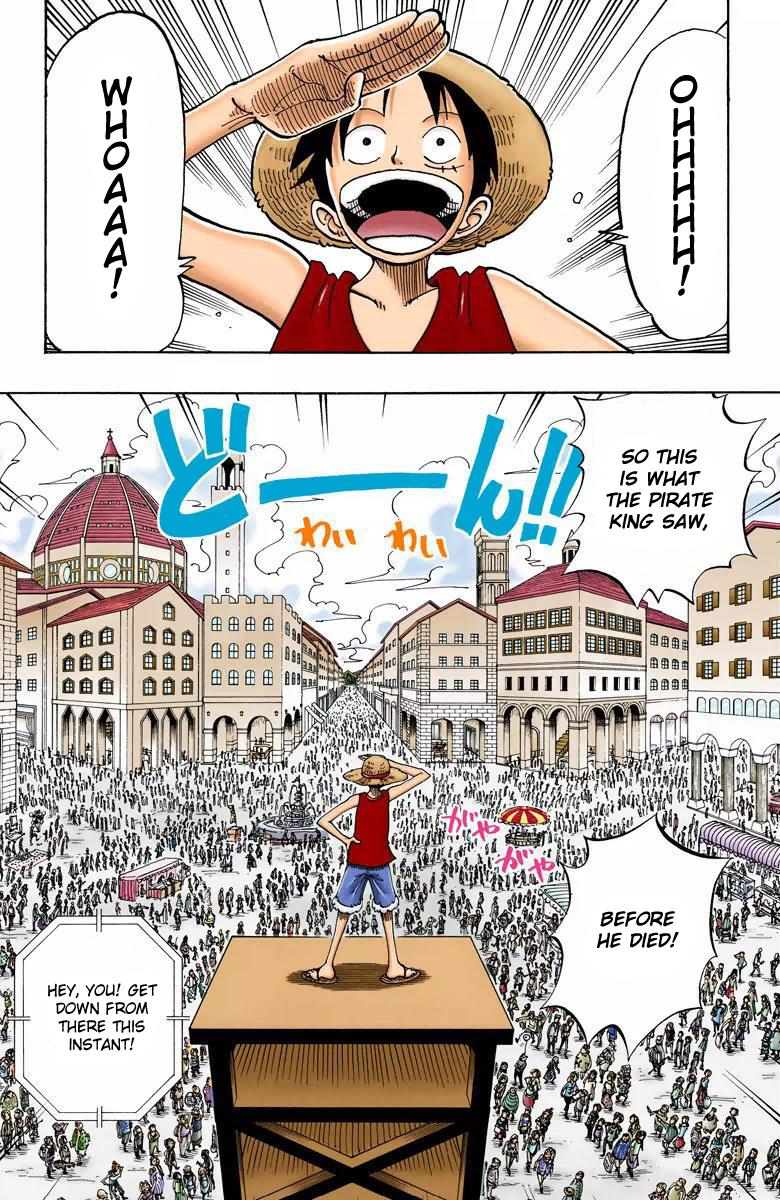 OHHHHH!
WHOAAA!
SO THIS
IS WHAT
THE PIRATE
KING SAW,
どーん!!
わい わい
がや
がや
BEFORE
HE DIED!
HEY, YOU! GET
DOWN FROM
THERE THIS
INSTANT!